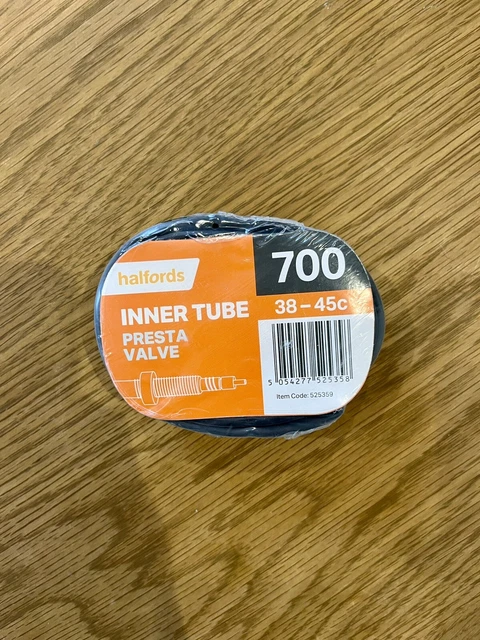 halfords
700
INNER TUBE
38 – 45c
PRESTA
VALVE
5 054277 525358
Item Code: 525359